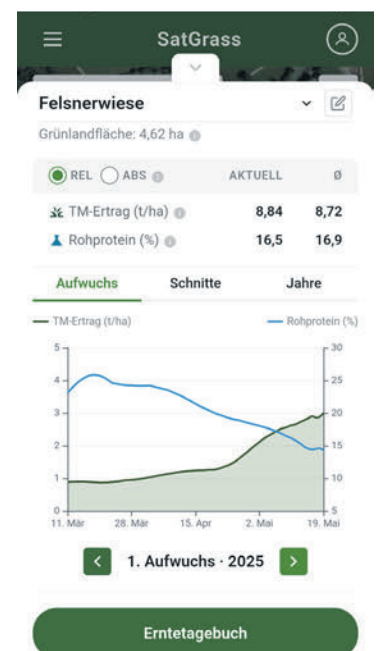 SatGrass
Felsnerwiese
Grünlandfläche: 4,62 ha
REL ABS AKTUELL Ø
TM-Ertrag (t/ha) 8,84 8,72
Rohprotein (%) 16,5 16,9
Aufwuchs Schnitte Jahre
TM-Ertrag (t/ha) Rohprotein (%)
5 30
4 25
3 20
2 15
1 10
0 5
11. Mär 28. Mär 15. Apr 2. Mai 19. Mai
1. Aufwuchs · 2025
Erntetagebuch